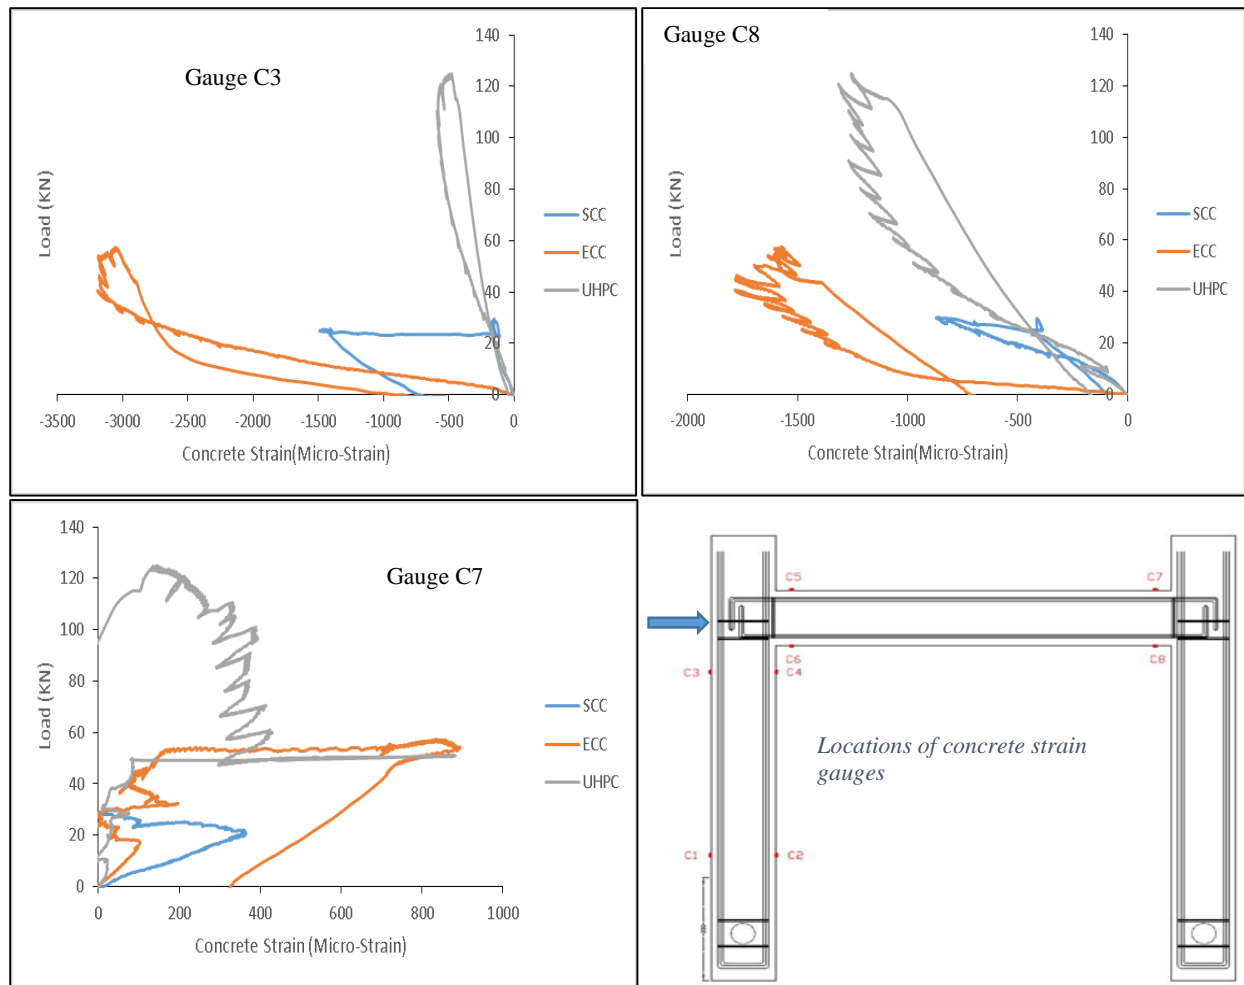 Gauge C3
Load (KN)
140
120
100
80
60
40
20
0
-3500 -3000 -2500 -2000 -1500 -1000 -500 0
Concrete Strain(Micro-Strain)
SCC
ECC
UHPC
Gauge C8
Load (KN)
140
120
100
80
60
40
20
0
-2000 -1500 -1000 -500 0
Concrete Strain(Micro-Strain)
SCC
ECC
UHPC
Gauge C7
Load (KN)
140
120
100
80
60
40
20
0
0 200 400 600 800 1000
Concrete Strain (Micro-Strain)
SCC
ECC
UHPC
C5 C7
C6 C8
C3 C4
Locations of concrete strain
gauges
C1 C2